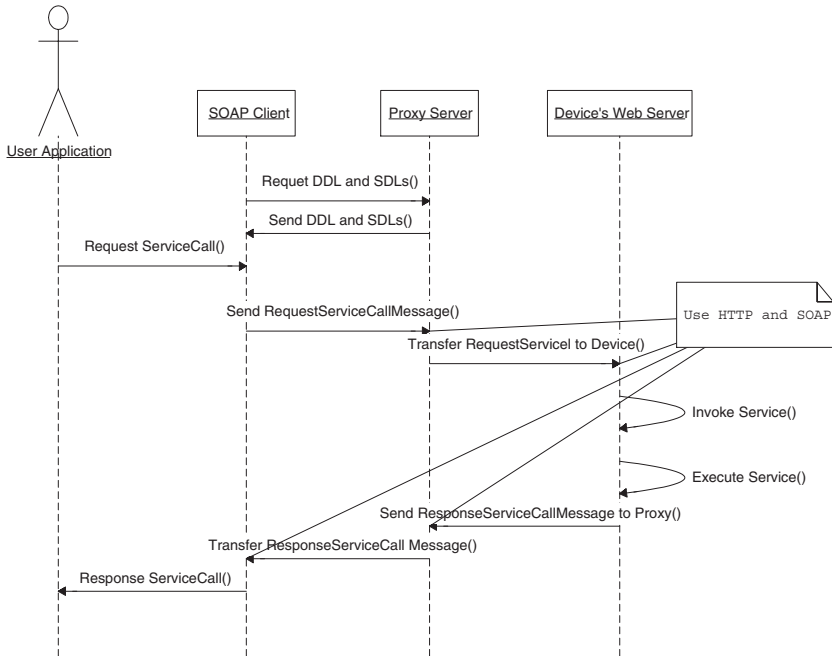 SOAP Client
Proxy Server
Device's Web Server
User Application
Requet DDL and SDLs()
Send DDL and SDLs()
Request ServiceCall()
Send RequestServiceCallMessage()
Use HTTP and SOAP
Transfer RequestServicel to Device()
Invoke Service()
Execute Service()
Send ResponseServiceCallMessage to Proxy()
Transfer ResponseServiceCall Message()
Response ServiceCall()